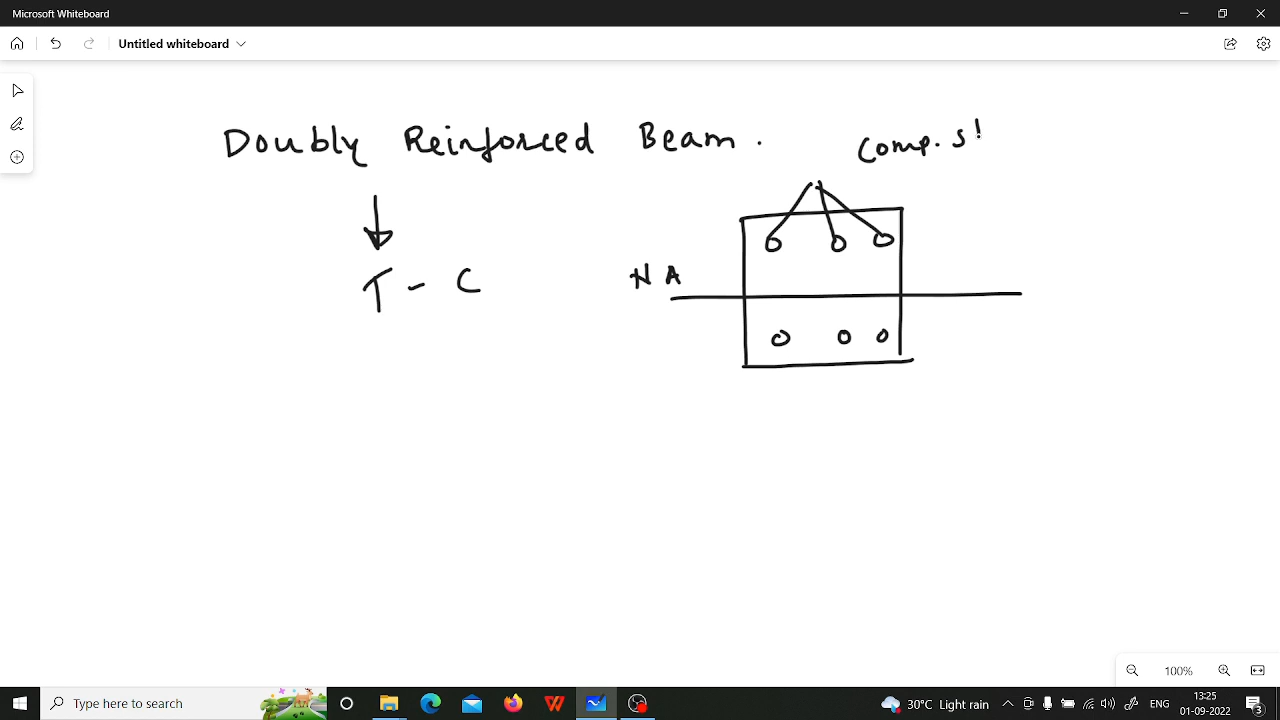 Microsoft Whiteboard
Untitled whiteboard
Doubly Reinforced Beam.
Comp. s
T - C
N A
100%
Type here to search
30°C Light rain
ENG
13:25
01-09-2022
3